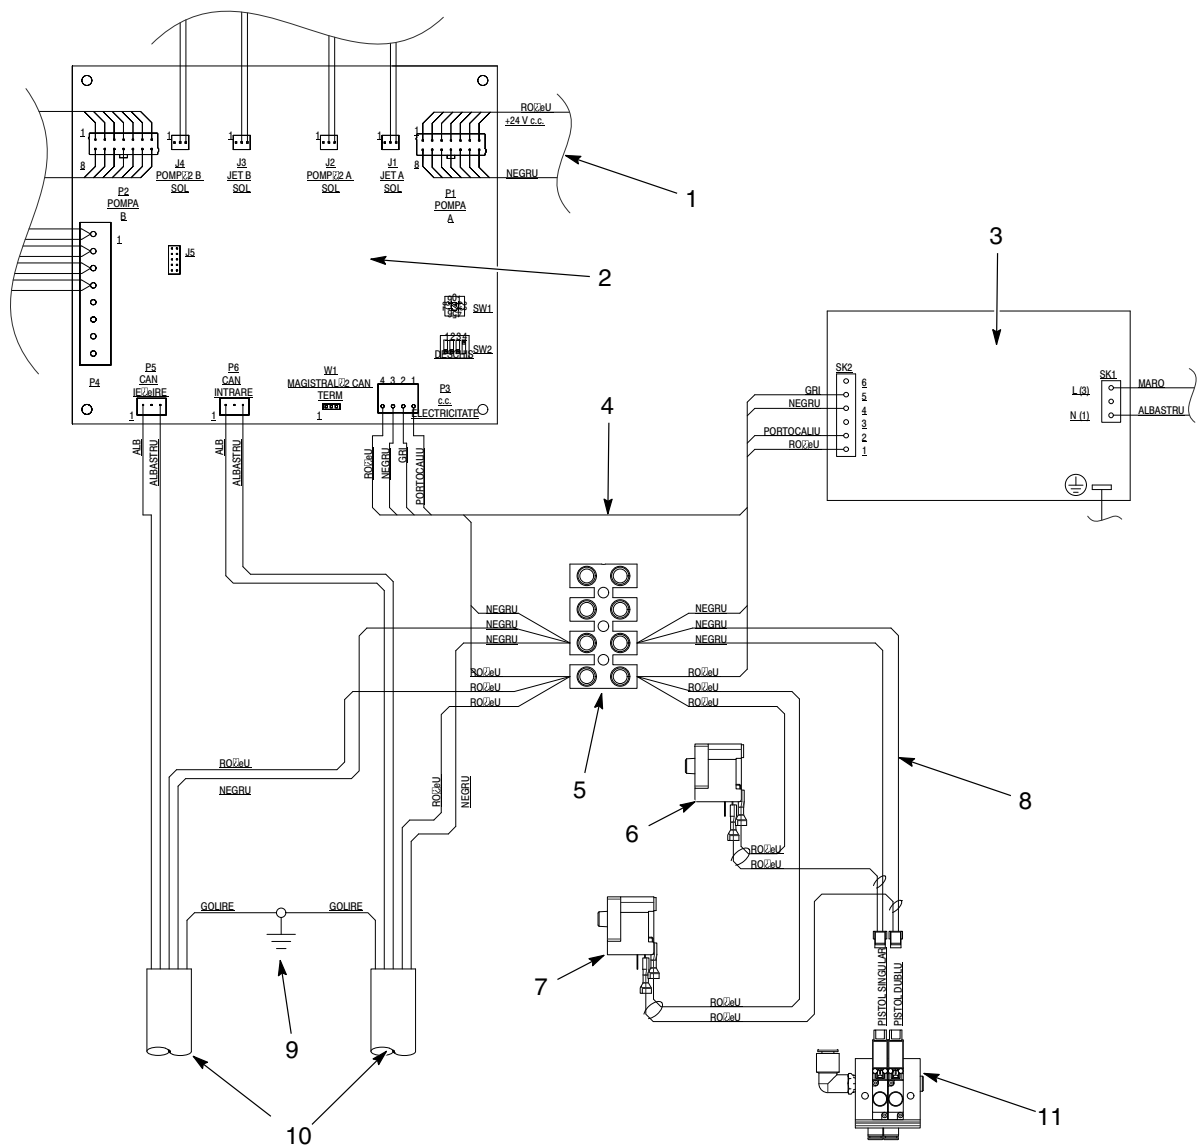 ROȘU
+24 V c.c.
NEGRU
1
1
1
1
1
1
8
8
J4
POMPĂ B
SOL
J3
JET B
SOL
J2
POMPĂ A
SOL
J1
JET A
SOL
P2
POMPA
B
P1
POMPA
A
1
J5
2
3
SW1
1234
SW2
DESCHIS
P4
P5
CAN
IEȘIRE
P6
CAN
INTRARE
W1
MAGISTRALĂ CAN
TERM
4 3 2 1
P3
c.c.
ELECTRICITATE
1
1
1
ALB
ALBASTRU
ALB
ALBASTRU
ROȘU
NEGRU
GRI
PORTOCALIU
SK2
6
5
4
3
2
1
GRI
NEGRU
PORTOCALIU
ROȘU
SK1
L (3)
N (1)
MARO
ALBASTRU
4
NEGRU
NEGRU
NEGRU
NEGRU
NEGRU
NEGRU
ROȘU
ROȘU
ROȘU
ROȘU
ROȘU
ROȘU
5
ROȘU
NEGRU
ROȘU
NEGRU
6
8
ROȘU
ROȘU
GOLIRE
GOLIRE
7
9
ROȘU
ROȘU
PISTOL SINGULAR
PISTOL DUBLU
10
11